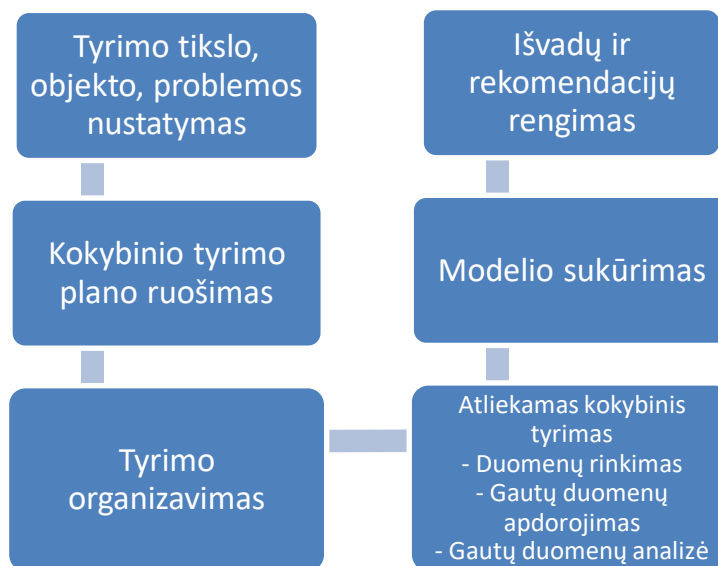 Tyrimo tikslo,
objekto, problemos
nustatymas
Kokybinio tyrimo
plano ruošimas
Tyrimo
organizavimas
Atliekamas kokybinis
tyrimas
- Duomenų rinkimas
- Gautų duomenų
apdorojimas
- Gautų duomenų analizė
Modelio sukūrimas
Išvadų ir
rekomendacijų
rengimas